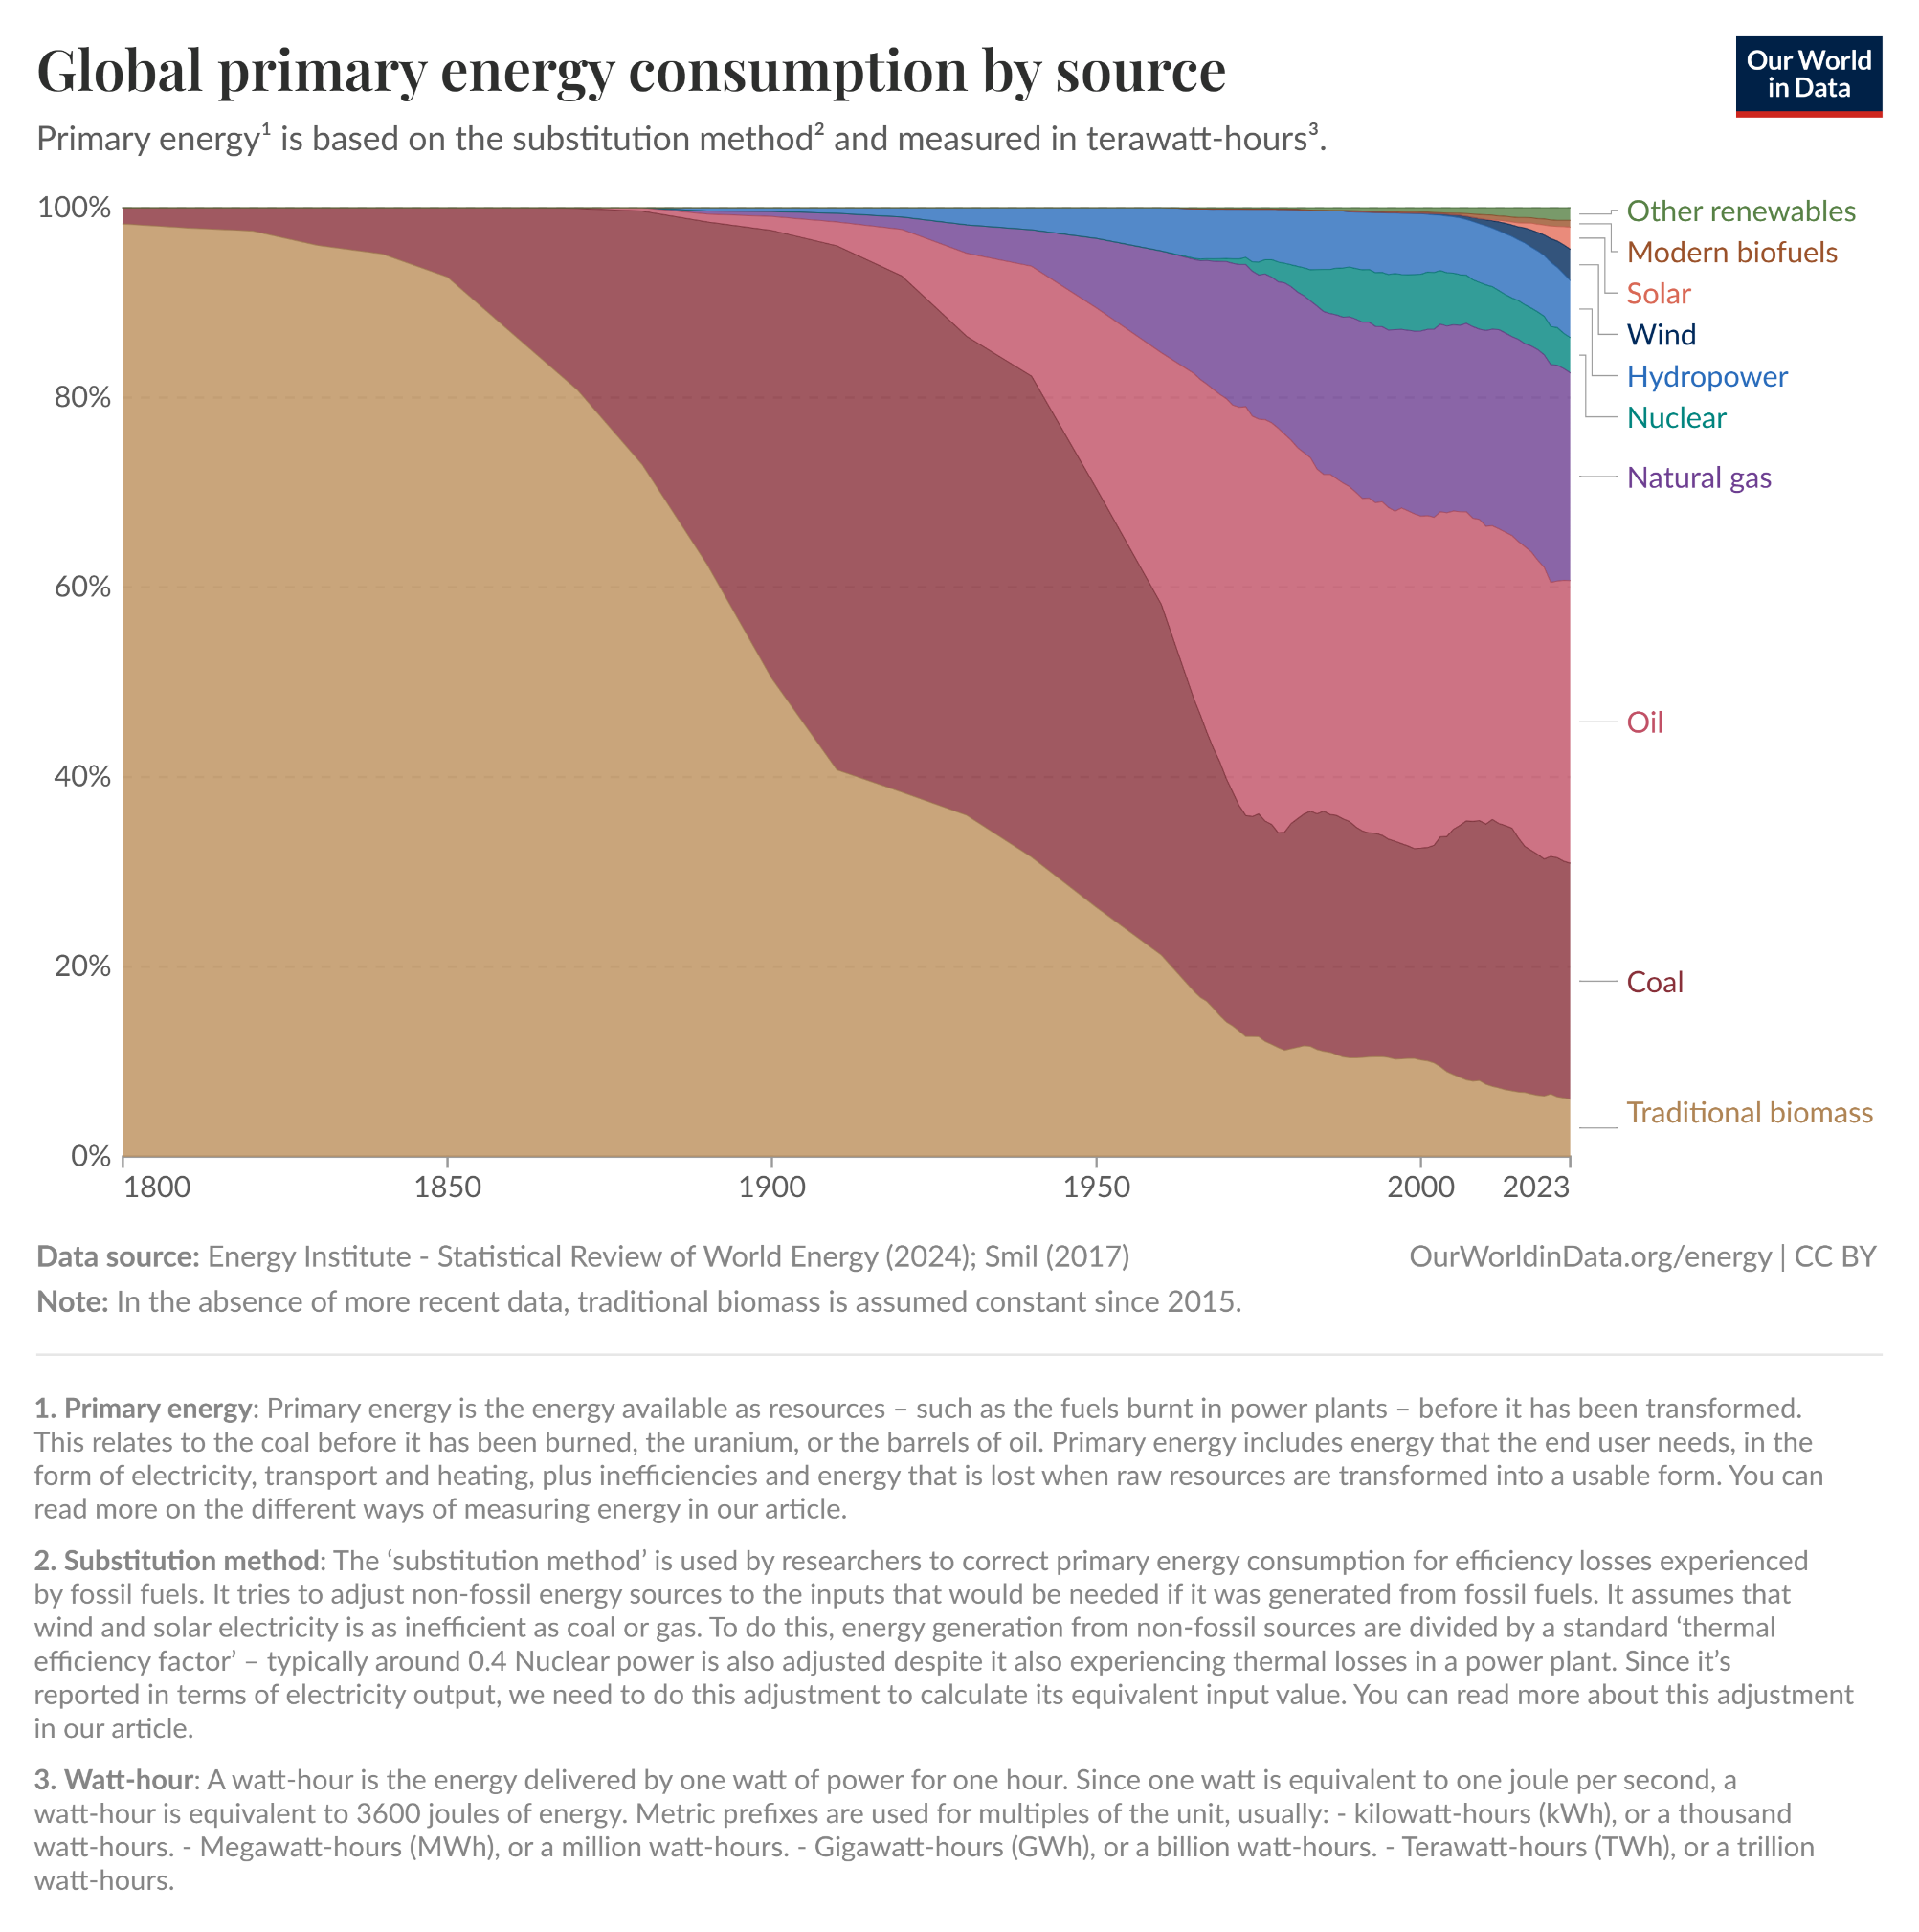 Global primary energy consumption by source
Our World
in Data
Primary energy¹ is based on the substitution method² and measured in terawatt-hours³.
100%
80%
60%
40%
20%
0%
Other renewables
Modern biofuels
Solar
Wind
Hydropower
Nuclear
Natural gas
Oil
Coal
Traditional biomass
1800
1850
1900
1950
2000
2023
Data source: Energy Institute - Statistical Review of World Energy (2024); Smil (2017)
OurWorldinData.org/energy | CC BY
Note: In the absence of more recent data, traditional biomass is assumed constant since 2015.
1. Primary energy: Primary energy is the energy available as resources – such as the fuels burnt in power plants – before it has been transformed.
This relates to the coal before it has been burned, the uranium, or the barrels of oil. Primary energy includes energy that the end user needs, in the
form of electricity, transport and heating, plus inefficiencies and energy that is lost when raw resources are transformed into a usable form. You can
read more on the different ways of measuring energy in our article.
2. Substitution method: The ‘substitution method’ is used by researchers to correct primary energy consumption for efficiency losses experienced
by fossil fuels. It tries to adjust non-fossil energy sources to the inputs that would be needed if it was generated from fossil fuels. It assumes that
wind and solar electricity is as inefficient as coal or gas. To do this, energy generation from non-fossil sources are divided by a standard ‘thermal
efficiency factor’ – typically around 0.4 Nuclear power is also adjusted despite it also experiencing thermal losses in a power plant. Since it’s
reported in terms of electricity output, we need to do this adjustment to calculate its equivalent input value. You can read more about this adjustment
in our article.
3. Watt-hour: A watt-hour is the energy delivered by one watt of power for one hour. Since one watt is equivalent to one joule per second, a
watt-hour is equivalent to 3600 joules of energy. Metric prefixes are used for multiples of the unit, usually: - kilowatt-hours (kWh), or a thousand
watt-hours. - Megawatt-hours (MWh), or a million watt-hours. - Gigawatt-hours (GWh), or a billion watt-hours. - Terawatt-hours (TWh), or a trillion
watt-hours.